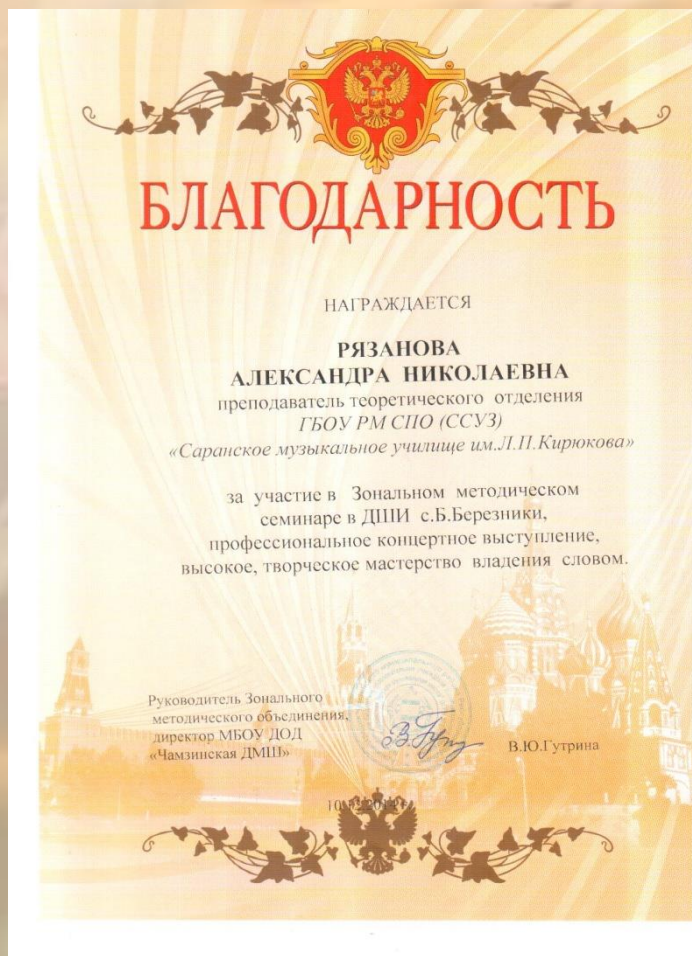 БЛАГОДАРНОСТЬ
НАГРАЖДАЕТСЯ
РЯЗАНОВА
АЛЕКСАНДРА НИКОЛАЕВНА
преподаватель теоретического отделения
ГБОУ РМ СПО (ССУЗ)
«Саранское музыкальное училище им.Л.П.Кирюкова»
за участие в Зональном методическом
семинаре в ДШИ с.Б.Березники,
профессиональное концертное выступление,
высокое, творческое мастерство владения словом.
Руководитель Зонального
методического объединения,
директор МБОУ ДОД
«Чамзинская ДМШ»
В.Ю.Гутрина